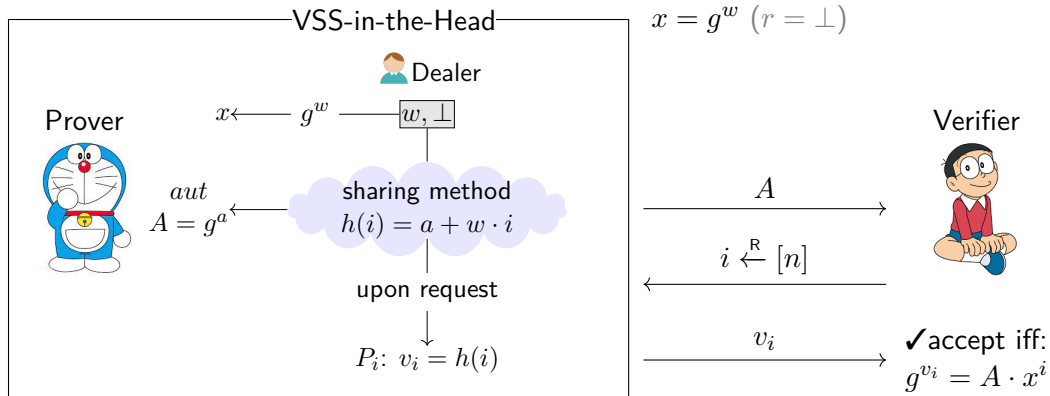 VSS-in-the-Head
x = g^w (r = ⊥)
Dealer
x g^w w, ⊥
Prover
Verifier
sharing method
h(i) = a + w · i
aut
A = g^a
A
i ←R [n]
upon request
P_i: v_i = h(i)
v_i
✓accept iff:
g^{v_i} = A · x^i